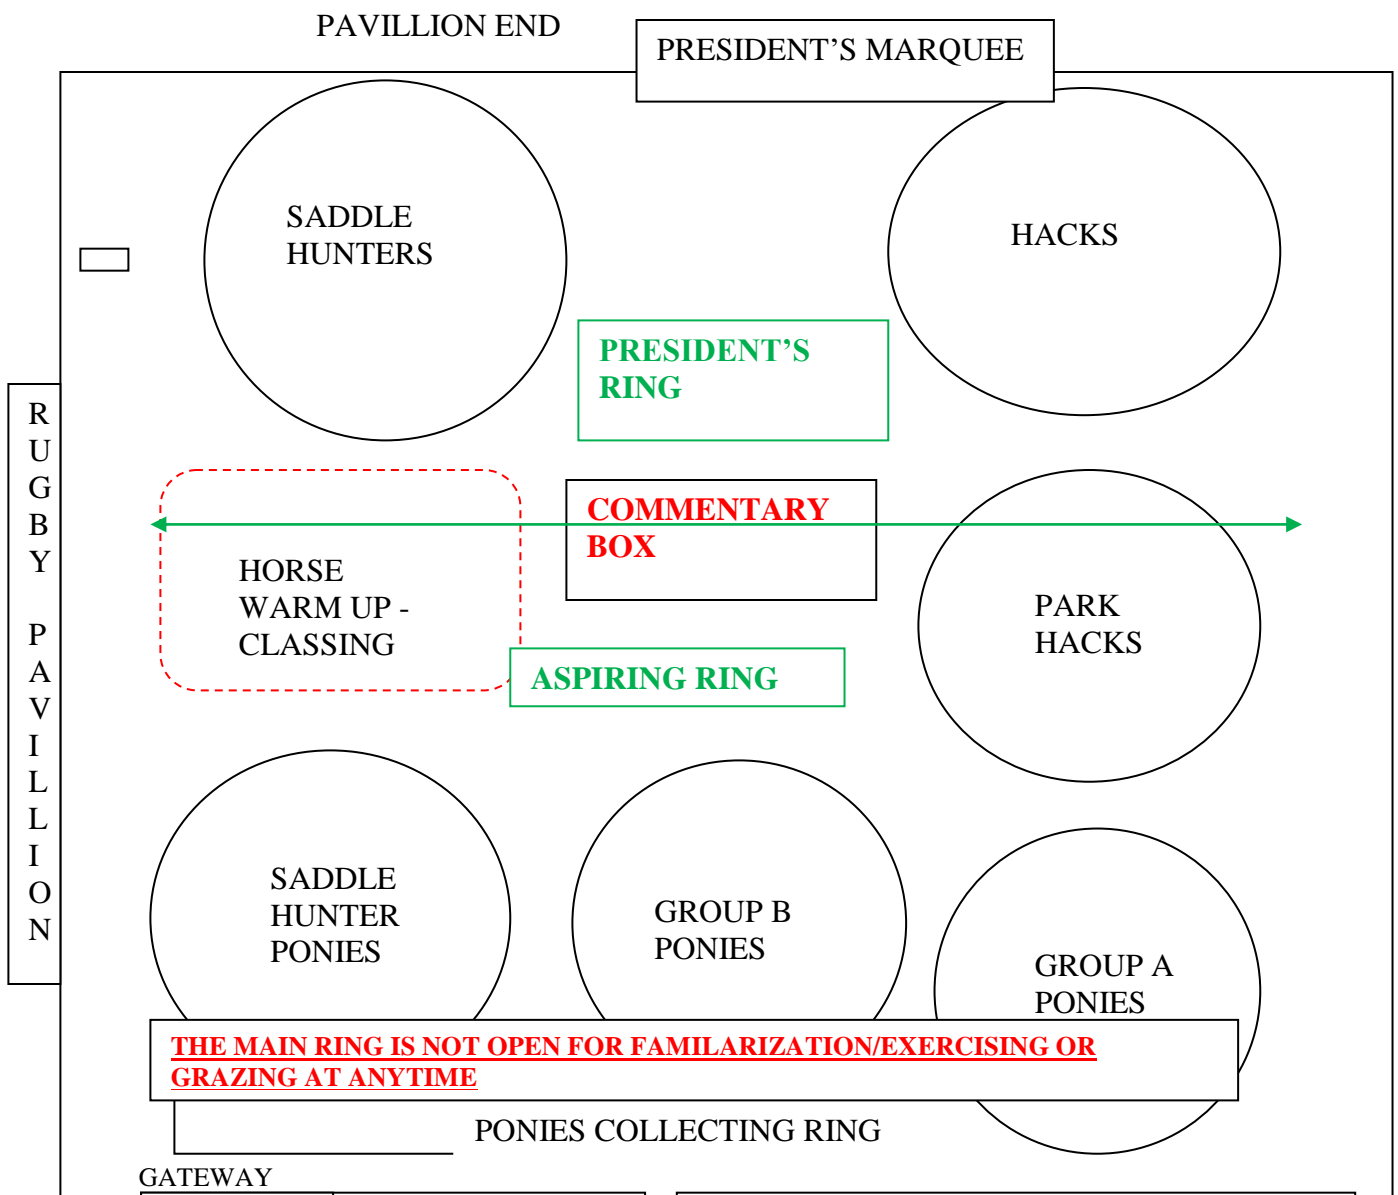 PAVILLION END
PRESIDENT’S MARQUEE
SADDLE
HUNTERS
HACKS
PRESIDENT’S
RING
RUGBY PAVILLION
COMMENTARY
BOX
HORSE
WARM UP -
CLASSING
PARK
HACKS
ASPIRING RING
SADDLE
HUNTER
PONIES
GROUP B
PONIES
GROUP A
PONIES
THE MAIN RING IS NOT OPEN FOR FAMILARIZATION/EXERCISING OR
GRAZING AT ANYTIME
PONIES COLLECTING RING
GATEWAY